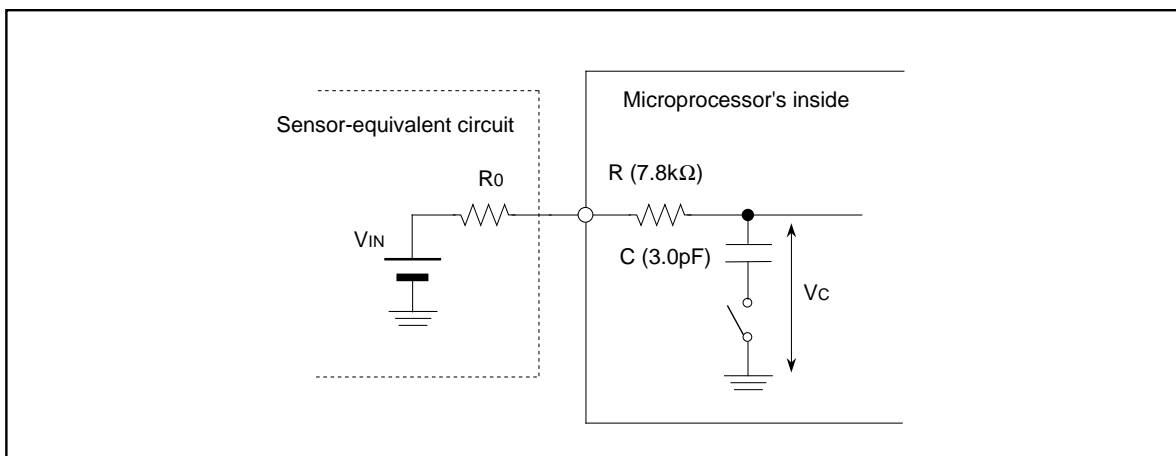 Microprocessor's inside
Sensor-equivalent circuit
R0
R (7.8kΩ)
VIN
C (3.0pF)
VC